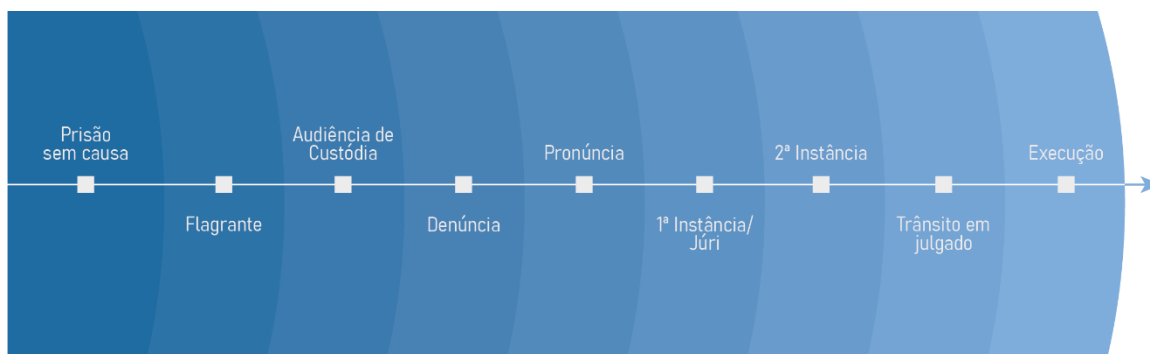 Prisão
sem causa
Flagrante
Audiência de
Custódia
Denúncia
Pronúncia
1ª Instância/
Júri
2ª Instância
Trânsito em
julgado
Execução